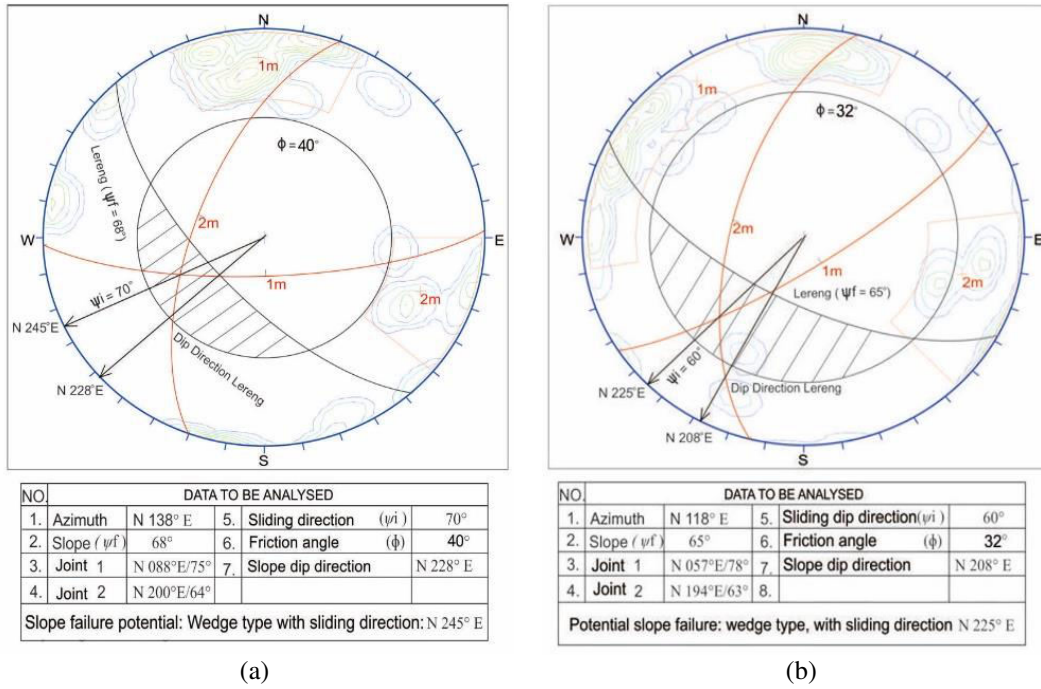 N
1m
ϕ = 40°
Lereng ( Ψf = 68°)
2m
W
E
1m
2m
Ψi = 70°
N 245°E
Dip Direction Lereng
N 228°E
S
NO. DATA TO BE ANALYSED
1. Azimuth N 138° E 5. Sliding direction (ψi ) 70°
2. Slope ( ψf ) 68° 6. Friction angle (ϕ) 40°
3. Joint 1 N 088°E/75° 7. Slope dip direction N 228° E
4. Joint 2 N 200°E/64°
Slope failure potential: Wedge type with sliding direction: N 245° E
(a)
N
1m
ϕ = 32°
2m
W
E
1m
2m
Lereng ( Ψf = 65°)
Ψi = 60°
N 225°E
Dip Direction Lereng
N 208°E
S
NO. DATA TO BE ANALYSED
1. Azimuth N 118° E 5. Sliding dip direction (ψi ) 60°
2. Slope ( ψf ) 65° 6. Friction angle (ϕ) 32°
3. Joint 1 N 057°E/78° 7. Slope dip direction N 208° E
4. Joint 2 N 194°E/63° 8.
Potential slope failure: wedge type, with sliding direction N 225° E
(b)